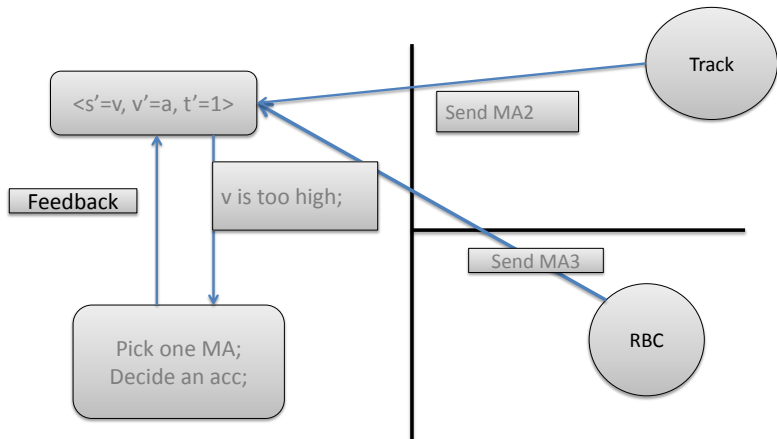 <s’=v, v’=a, t’=1>
Track
Send MA2
Feedback
v is too high;
Send MA3
Pick one MA;
Decide an acc;
RBC